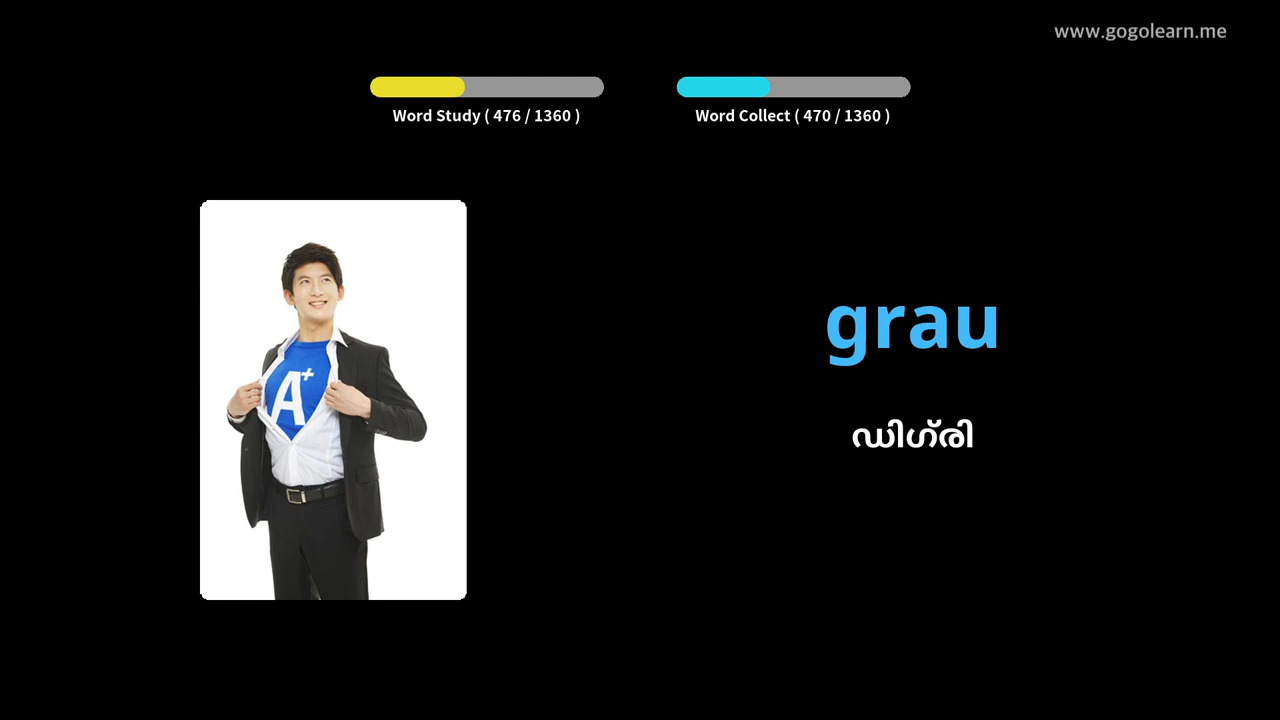 www.gogolearn.me
Word Study ( 476 / 1360 )
Word Collect ( 470 / 1360 )
A+
grau
ഡിഗ്രി